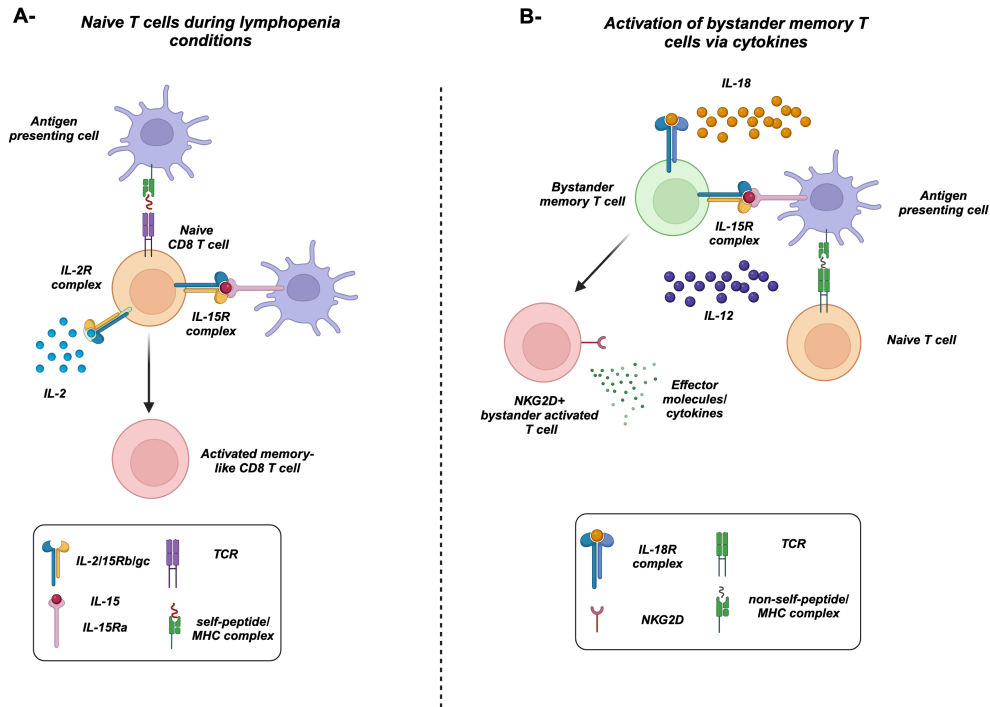 A-
Naive T cells during lymphopenia
conditions
Antigen
presenting cell
Naive
CD8 T cell
IL-2R
complex
IL-15R
complex
IL-2
Activated memory-
like CD8 T cell
IL-2/15Rb/gc
TCR
IL-15
IL-15Ra
self-peptide/
MHC complex
B-
Activation of bystander memory T
cells via cytokines
IL-18
Bystander
memory T cell
Antigen
presenting cell
IL-15R
complex
IL-12
Naive T cell
NKG2D+
bystander activated
T cell
Effector
molecules/
cytokines
IL-18R
complex
TCR
NKG2D
non-self-peptide/
MHC complex